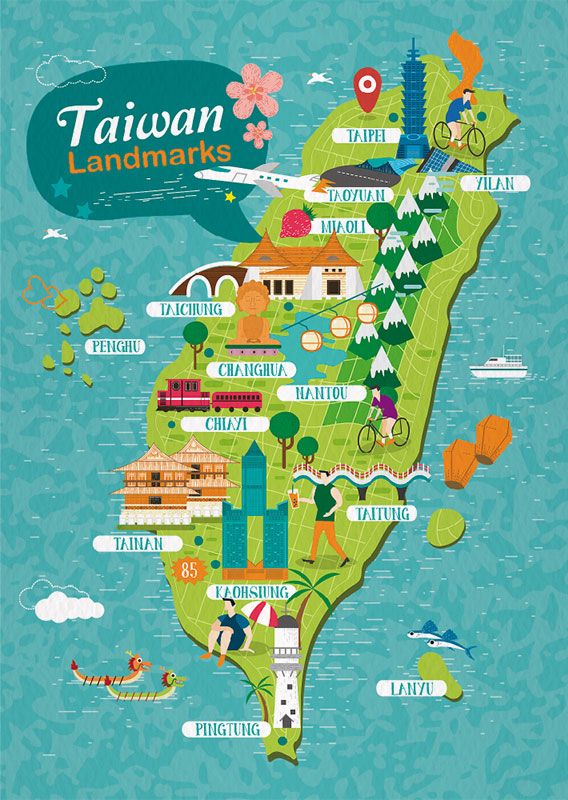 Taiwan
Landmarks
TAIPEI
YILAN
TAOYUAN
MIAOLI
TAICHUNG
PENGHU
CHANGHUA
NANTOU
CHIAYI
TAITUNG
TAINAN
85
KAOHSIUNG
LANYU
PINGTUNG